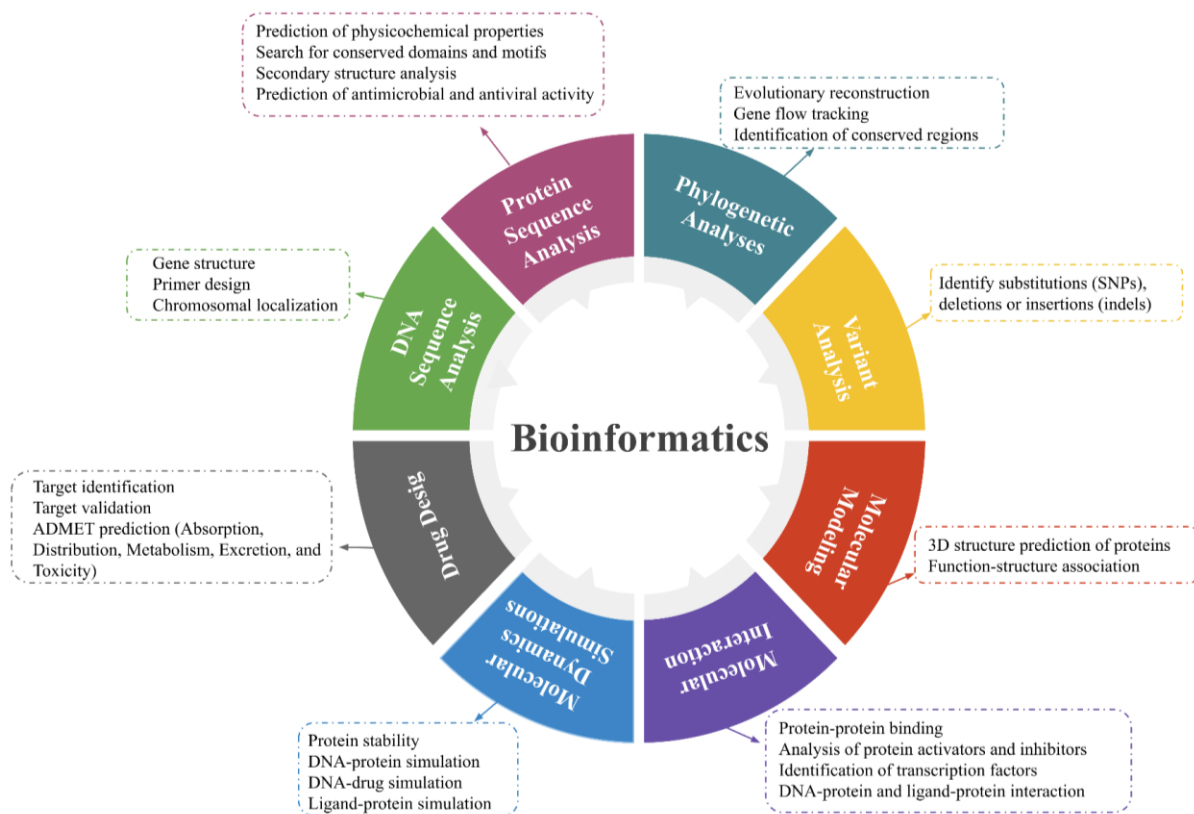 Prediction of physicochemical properties
Search for conserved domains and motifs
Secondary structure analysis
Prediction of antimicrobial and antiviral activity
Evolutionary reconstruction
Gene flow tracking
Identification of conserved regions
Protein
Sequence
Analysis
Phylogenetic
Analyses
Gene structure
Primer design
Chromosomal localization
DNA
Sequence
Analysis
Variant
Analysis
Identify substitutions (SNPs),
deletions or insertions (indels)
Bioinformatics
Target identification
Target validation
ADMET prediction (Absorption,
Distribution, Metabolism, Excretion, and
Toxicity)
Drug Desig
Molecular
Modeling
3D structure prediction of proteins
Function-structure association
Molecular
Dynamics
Simulations
Molecular
Interaction
Protein stability
DNA-protein simulation
DNA-drug simulation
Ligand-protein simulation
Protein-protein binding
Analysis of protein activators and inhibitors
Identification of transcription factors
DNA-protein and ligand-protein interaction